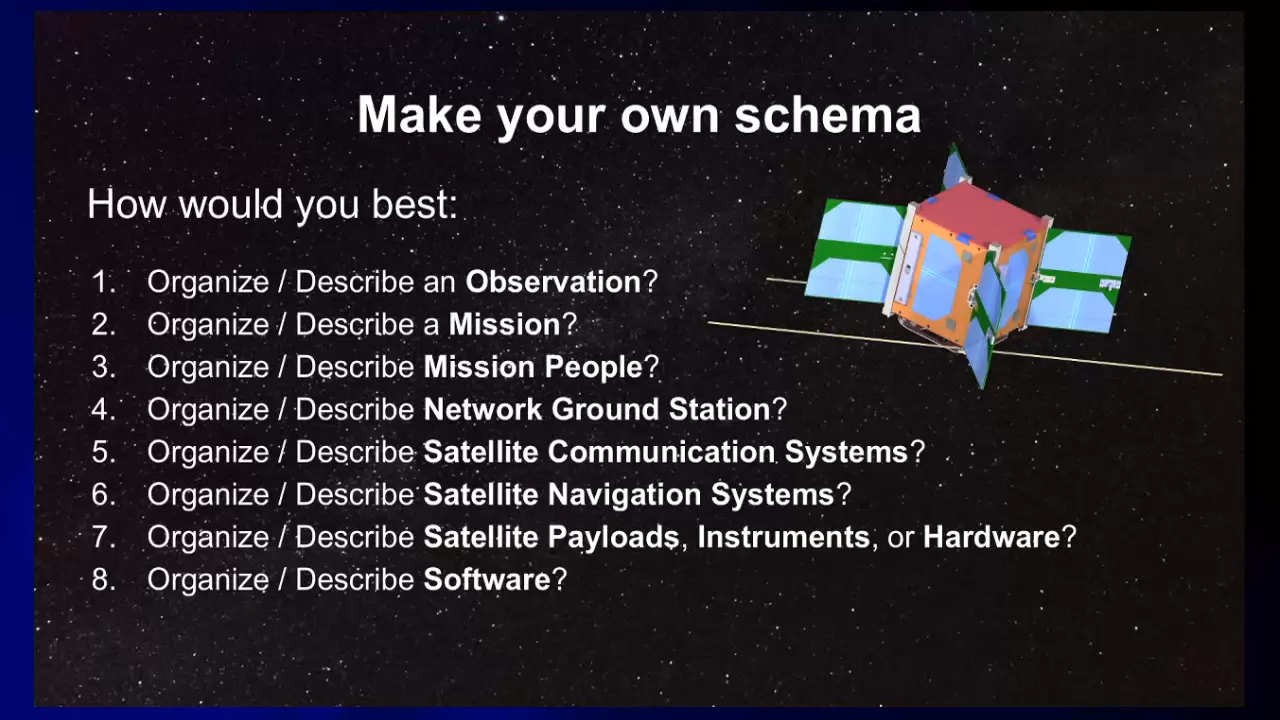 Make your own schema
How would you best:
1. Organize / Describe an Observation?
2. Organize / Describe a Mission?
3. Organize / Describe Mission People?
4. Organize / Describe Network Ground Station?
5. Organize / Describe Satellite Communication Systems?
6. Organize / Describe Satellite Navigation Systems?
7. Organize / Describe Satellite Payloads, Instruments, or Hardware?
8. Organize / Describe Software?